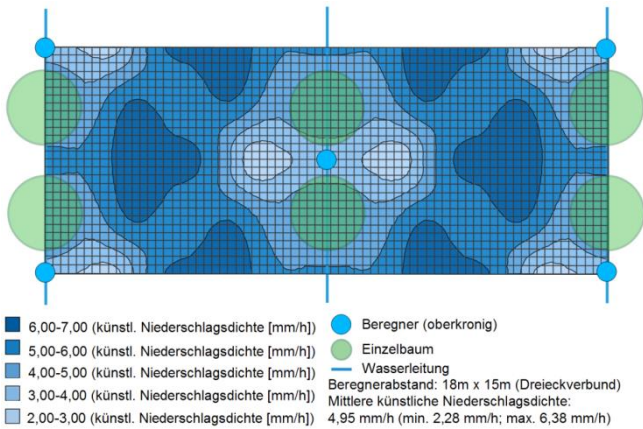 6,00-7,00 (künstl. Niederschlagsdichte [mm/h])
5,00-6,00 (künstl. Niederschlagsdichte [mm/h])
4,00-5,00 (künstl. Niederschlagsdichte [mm/h])
3,00-4,00 (künstl. Niederschlagsdichte [mm/h])
2,00-3,00 (künstl. Niederschlagsdichte [mm/h])
Beregner (oberkronig)
Einzelbaum
Wasserleitung
Beregnerabstand: 18m x 15m (Dreieckverbund)
Mittlere künstliche Niederschlagsdichte:
4,95 mm/h (min. 2,28 mm/h; max. 6,38 mm/h)